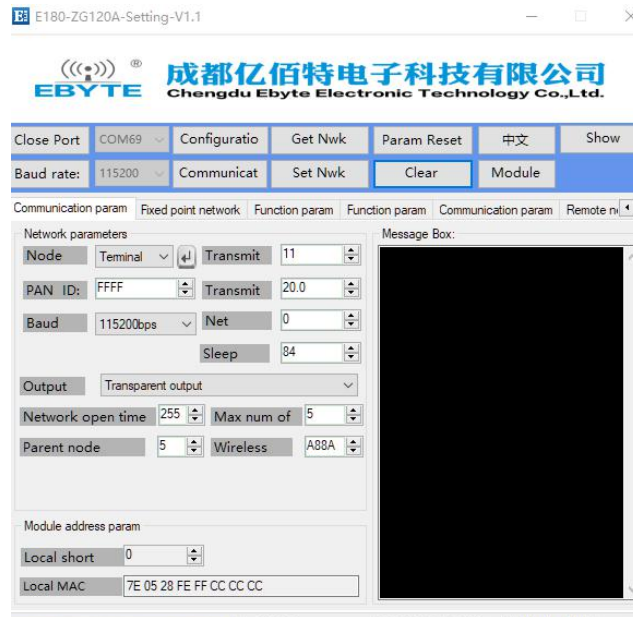 E180-ZG120A-Setting-V1.1
((( ))) ®
EBYTE
成都亿佰特电子科技有限公司
Chengdu Ebyte Electronic Technology Co.,Ltd.
Close Port COM69 Configuratio Get Nwk Param Reset 中文 Show
Baud rate: 115200 Communicat Set Nwk Clear Module
Communication param Fixed point network Function param Function param Communication param Remote
Network parameters Message Box:
Node Terminal Transmit 11
PAN ID: FFFF Transmit 20.0
Baud 115200bps Net 0
Sleep 84
Output Transparent output
Network open time 255 Max num of 5
Parent node 5 Wireless A88A
Module address param
Local short 0
Local MAC 7E 05 28 FE FF CC CC CC